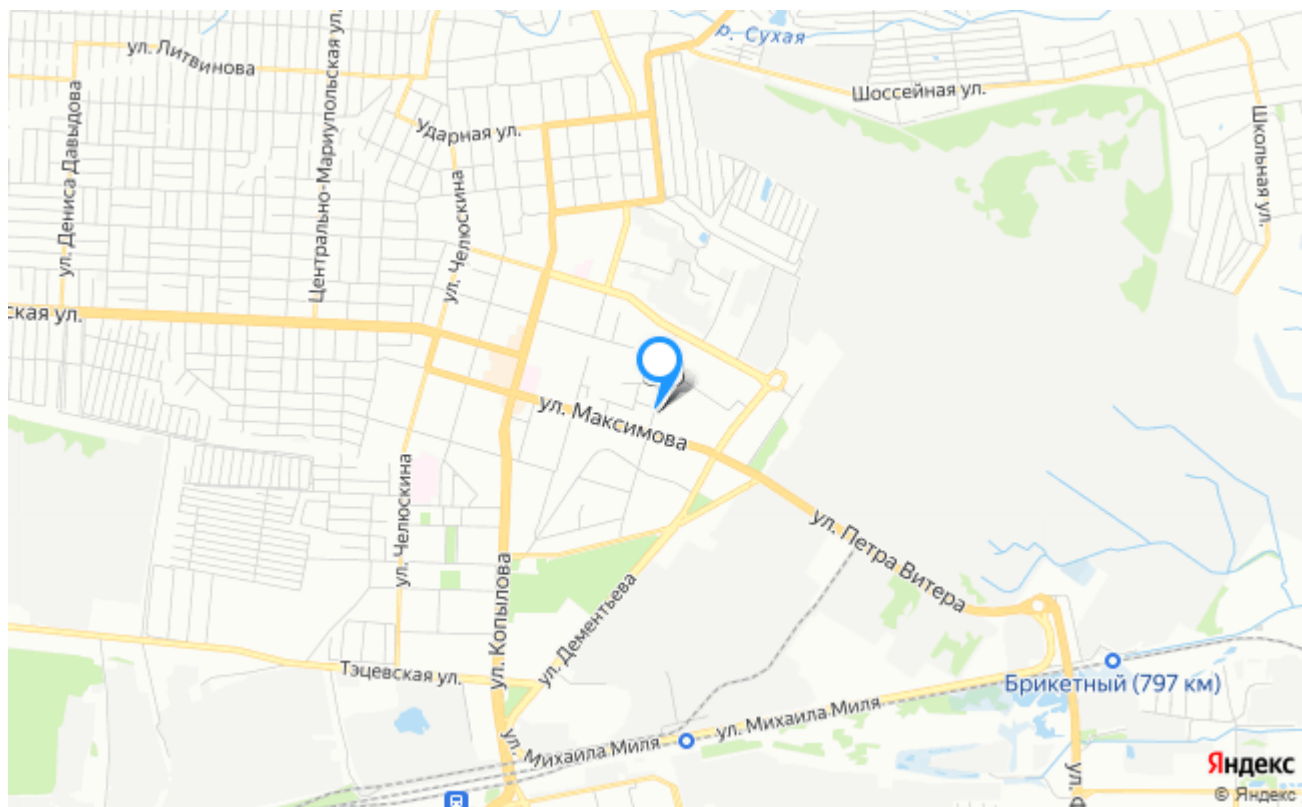 р. Сухая
ул. Литвинова
Центрально-Мариупольская ул.
Шоссейная ул.
Ударная ул.
ул. Дениса Давыдова
Школьная ул.
ул. Челюскина
ская ул.
ул. Максимова
ул. Челюскина
ул. Петра Витера
ул. Копылова
ул. Дементьева
Тэцевская ул.
Брикетный (797 км)
ул. Михаила Миля
ул. Михаила Миля
ул.
Яндекс
© Яндекс